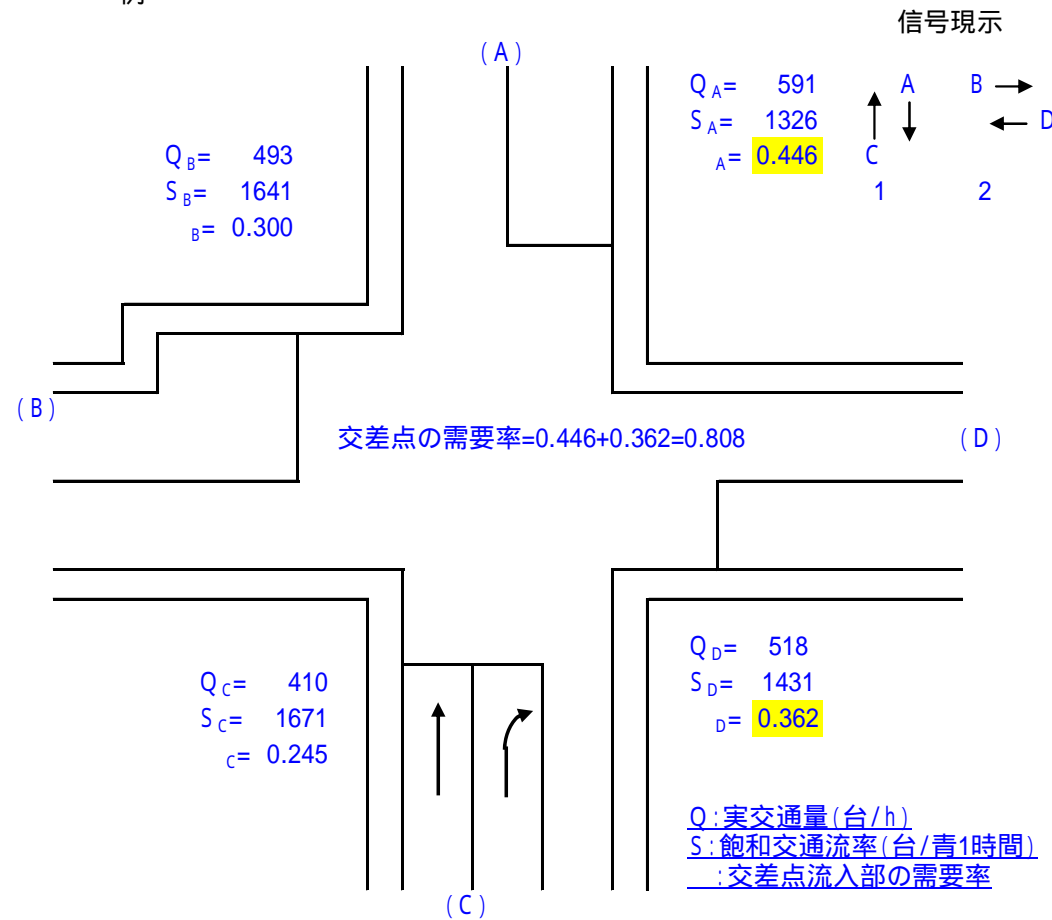 信号現示
(A)
QA= 591
SA= 1326
A= 0.446
A
B
D
C
1 2
QB= 493
SB= 1641
B= 0.300
(B)
交差点の需要率=0.446+0.362=0.808
(D)
QC= 410
SC= 1671
C= 0.245
QD= 518
SD= 1431
D= 0.362
Q:実交通量(台/h)
S:飽和交通流率(台/青1時間)
:交差点流入部の需要率
(C)